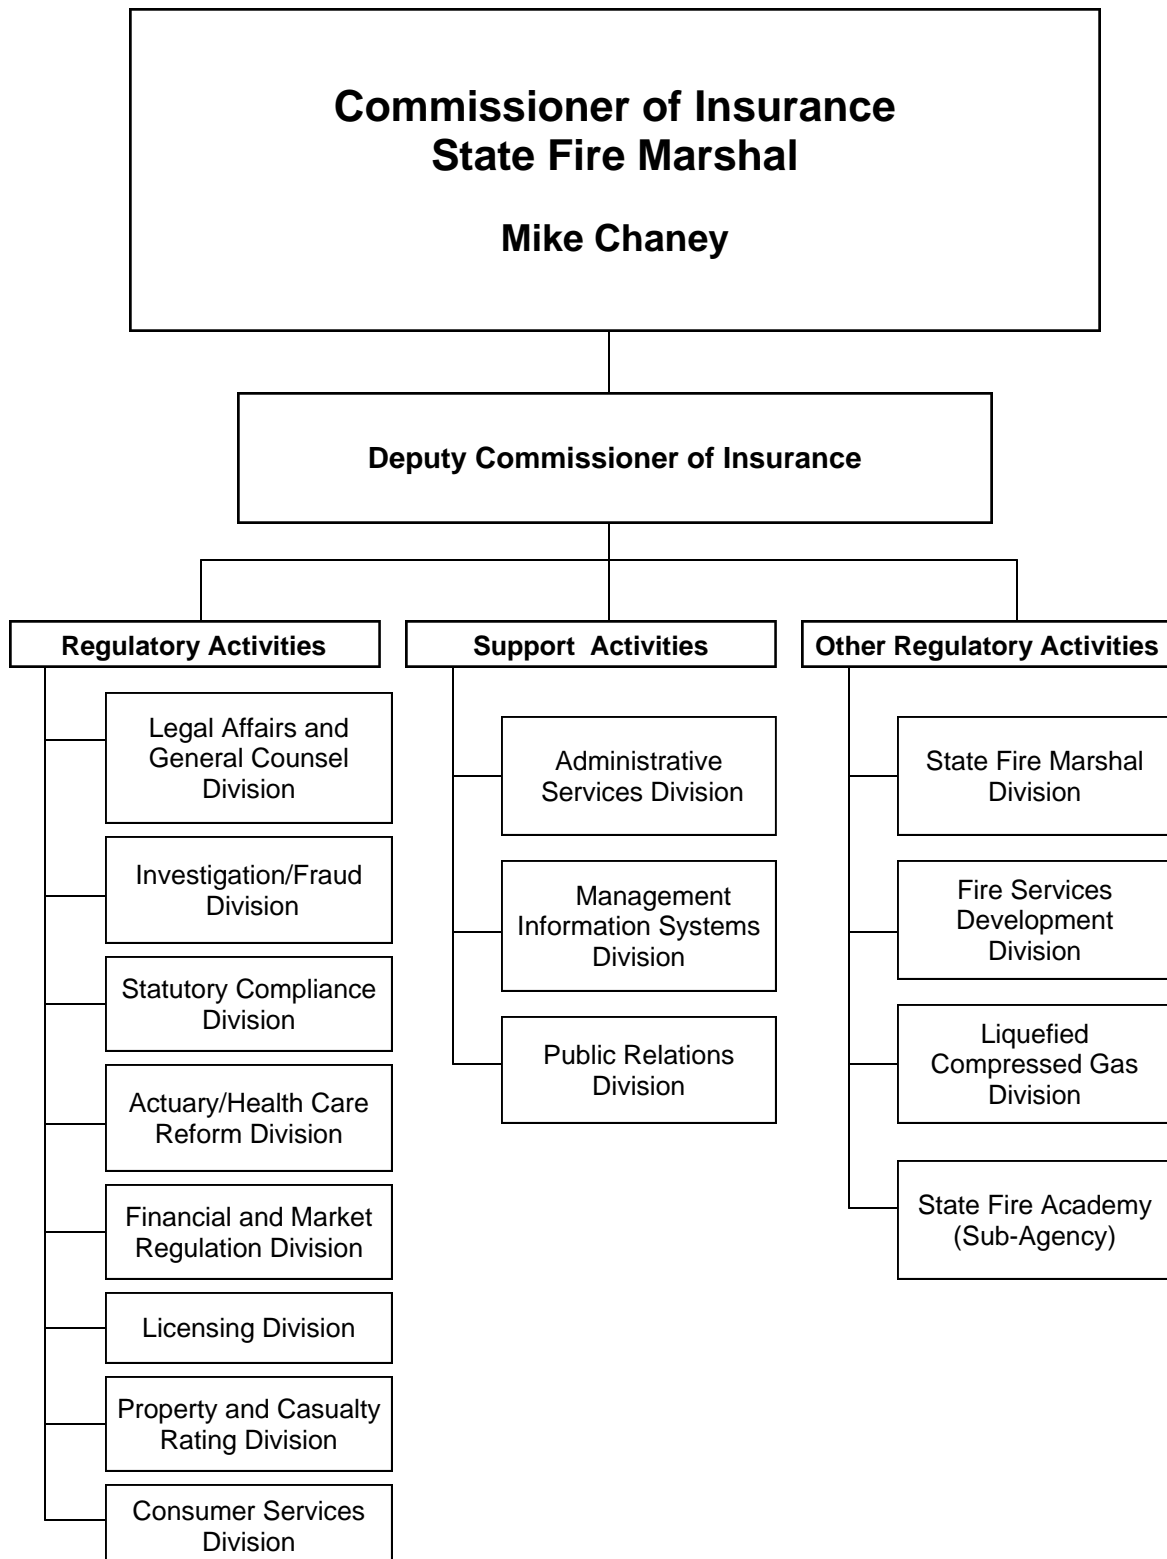 Commissioner of Insurance
State Fire Marshal
Mike Chaney
Deputy Commissioner of Insurance
Regulatory Activities
Legal Affairs and
General Counsel
Division
Investigation/Fraud
Division
Statutory Compliance
Division
Actuary/Health Care
Reform Division
Financial and Market
Regulation Division
Licensing Division
Property and Casualty
Rating Division
Consumer Services
Division
Support Activities
Administrative
Services Division
Management
Information Systems
Division
Public Relations
Division
Other Regulatory Activities
State Fire Marshal
Division
Fire Services
Development
Division
Liquefied
Compressed Gas
Division
State Fire Academy
(Sub-Agency)